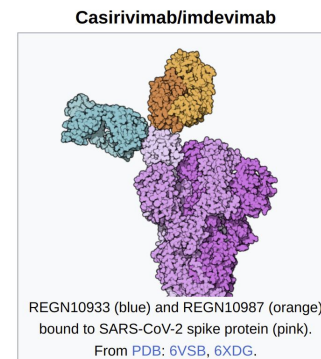 Casirivimab/imdevimab
REGN10933 (blue) and REGN10987 (orange)
bound to SARS-CoV-2 spike protein (pink).
From PDB: 6VSB, 6XDG.